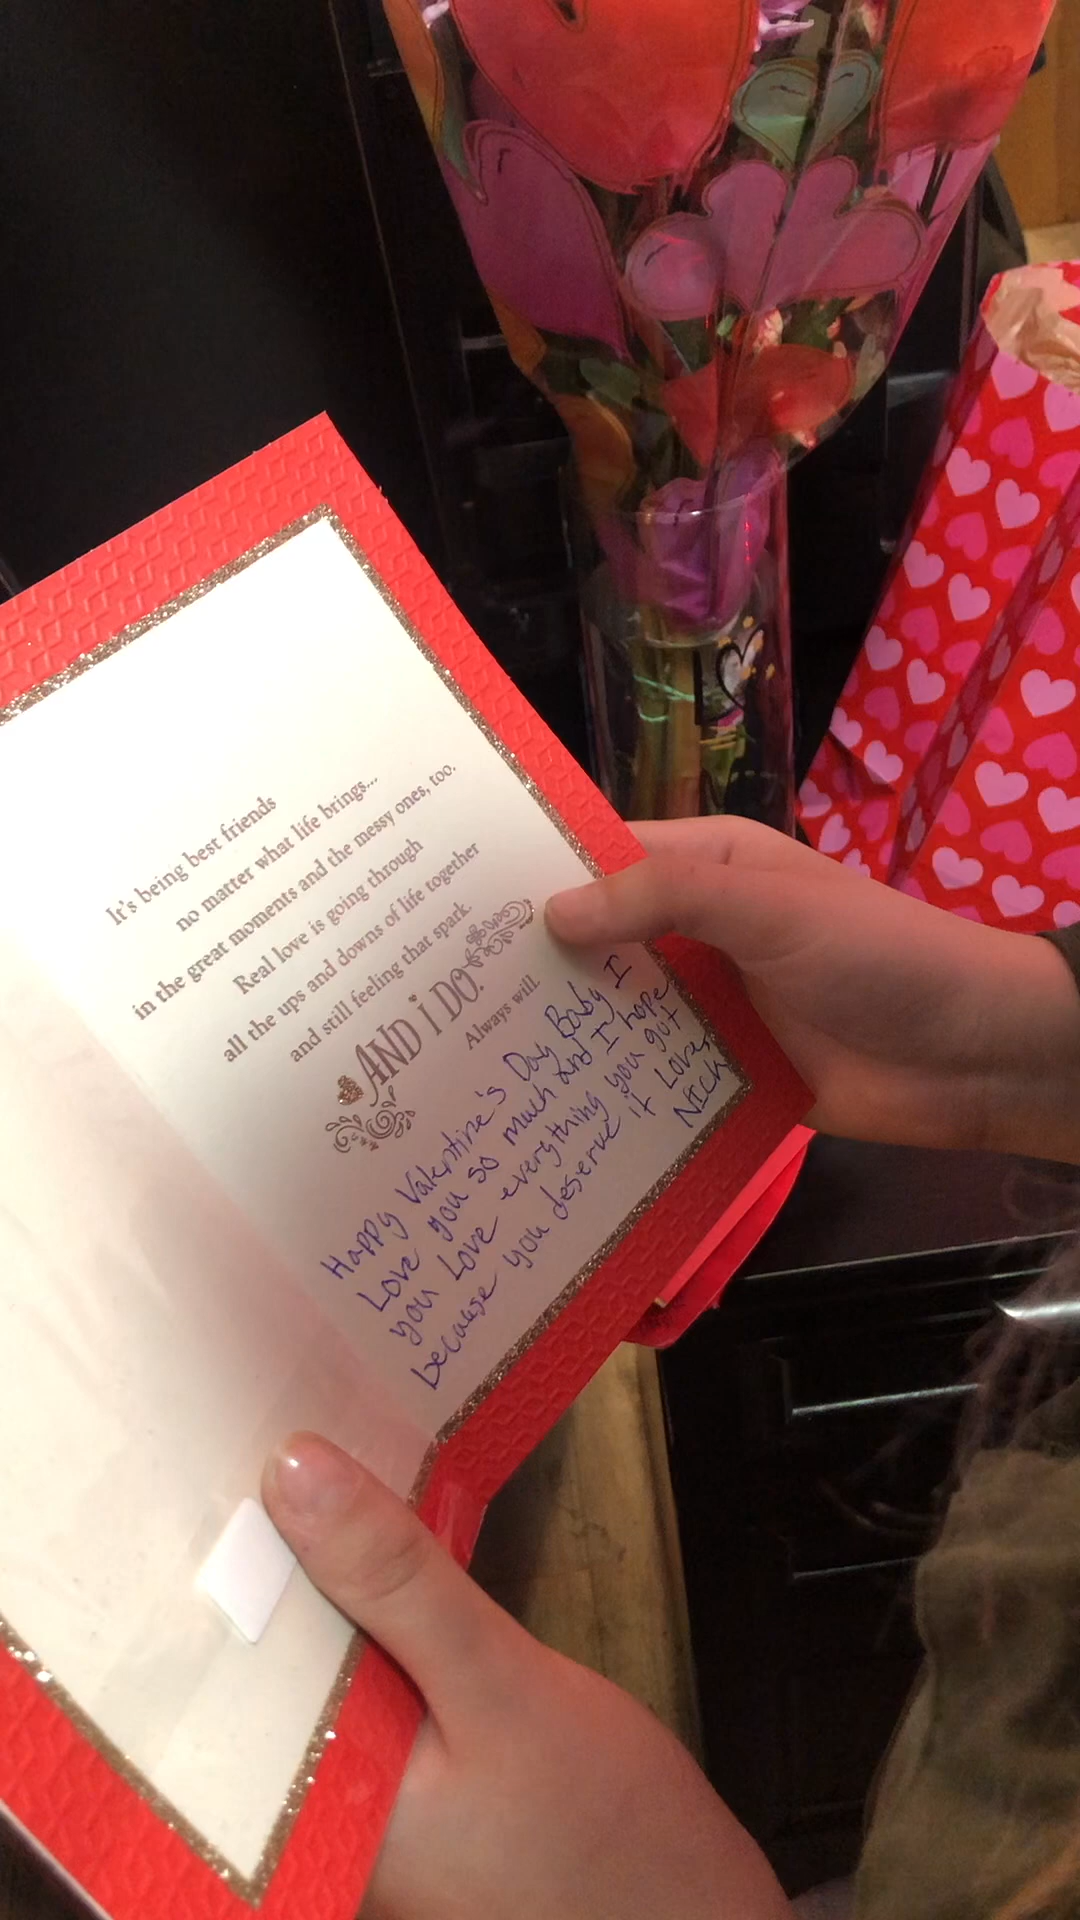 It's being best friends
no matter what life brings...
in the great moments and the messy ones, too.
Real love is going through
all the ups and downs of life together
and still feeling that spark.
AND i DO.
Always will.
Happy Valentine's Day Baby I
Love you so much and I hope
you Love everything you got
because you deserve it Love,
NICK